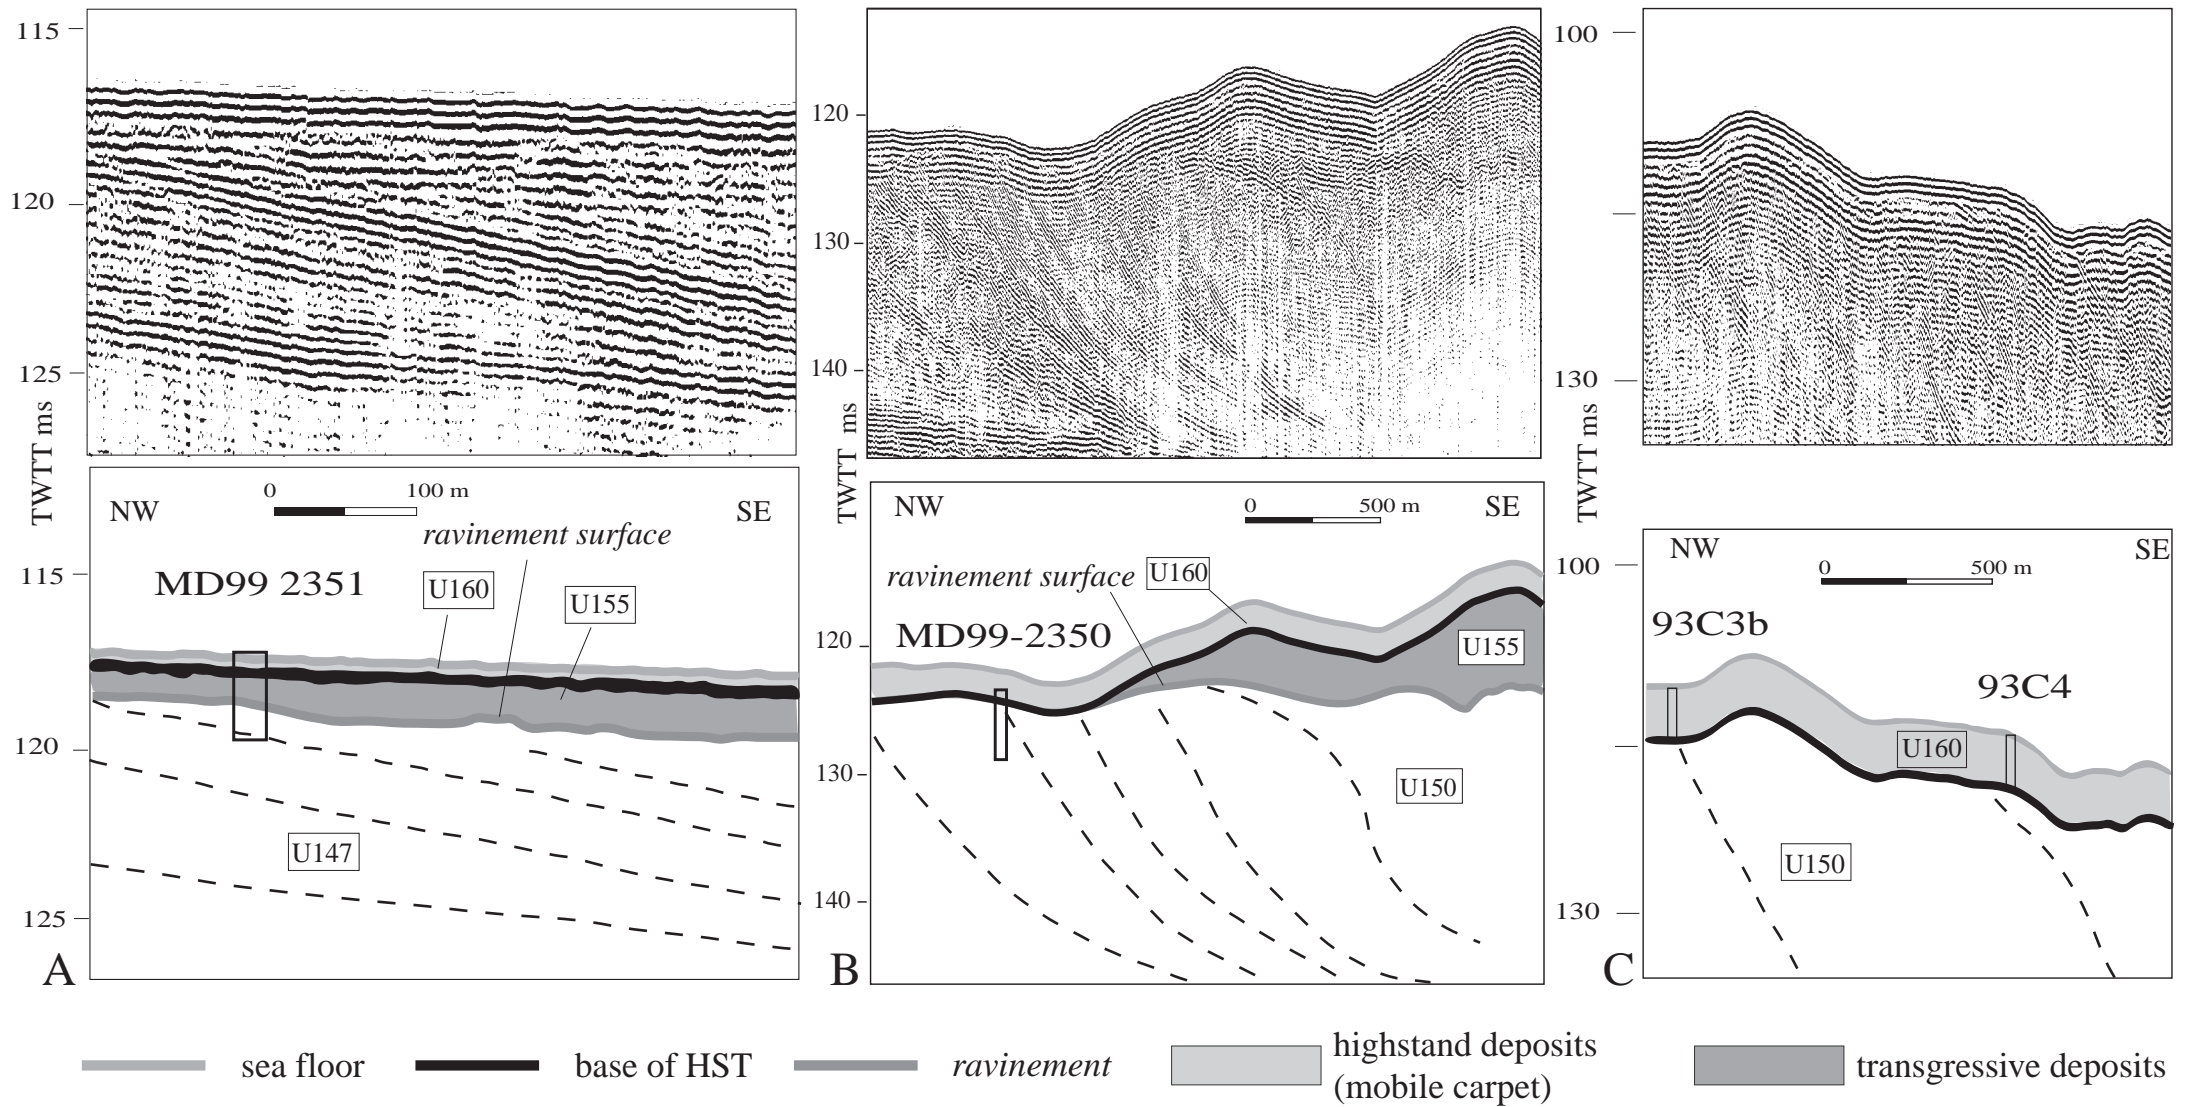 115
120
125
TWTT ms
120
130
140
TWTT ms
100
130
TWTT ms
0 100 m
NW SE
ravinement surface
MD99 2351
U160
U155
U147
115
120
125
A
NW SE
0 500 m
ravinement surface
U160
MD99-2350
U155
U150
120
130
140
B
NW SE
0 500 m
93C3b
93C4
U160
U150
100
130
C
sea floor
base of HST
ravinement
highstand deposits
(mobile carpet)
transgressive deposits